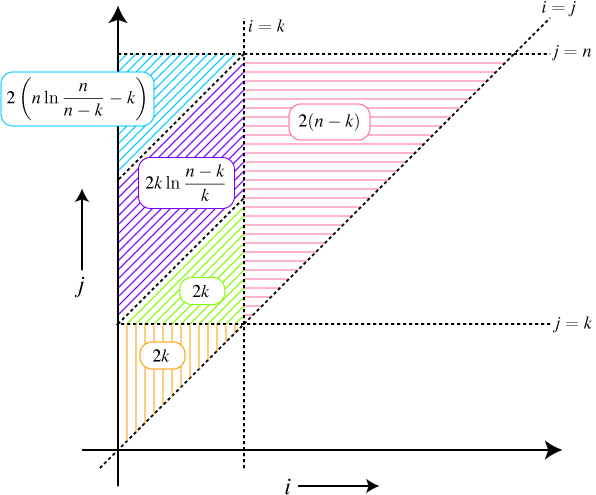 i = j
i = k
j = n
2 ( n ln n/(n − k) − k )
2(n − k)
2k ln (n − k)/k
j
2k
j = k
2k
i